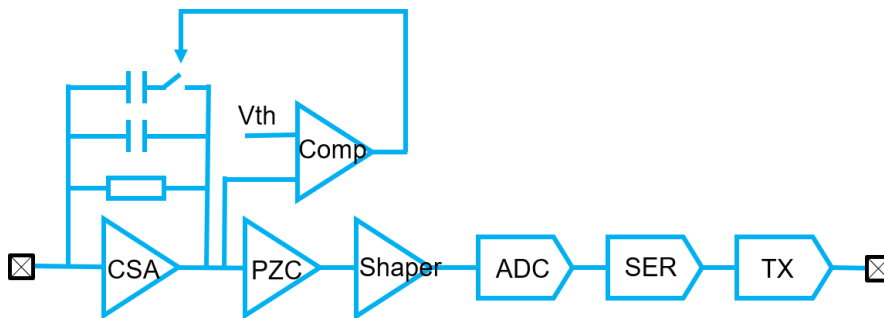 Vth
Comp
CSA
PZC
Shaper
ADC
SER
TX